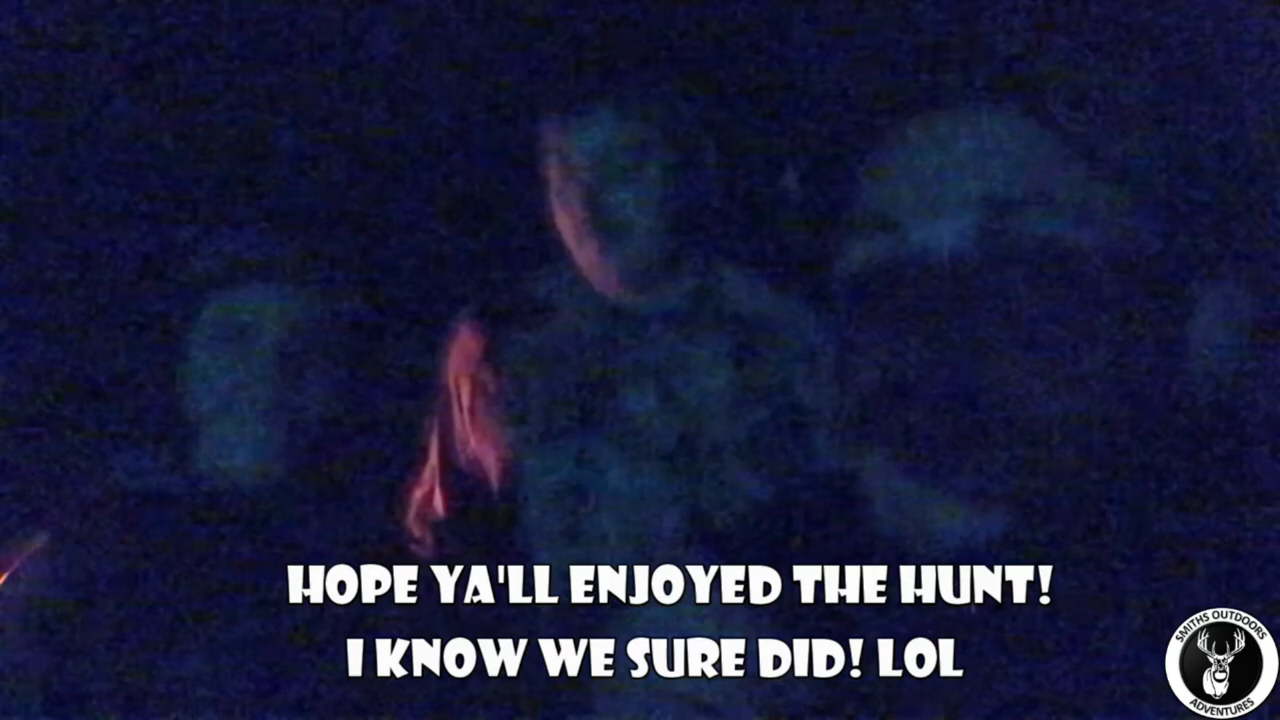 HOPE YA'LL ENJOYED THE HUNT!
I KNOW WE SURE DID! LOL
SMITHS OUTDOORS
ADVENTURES